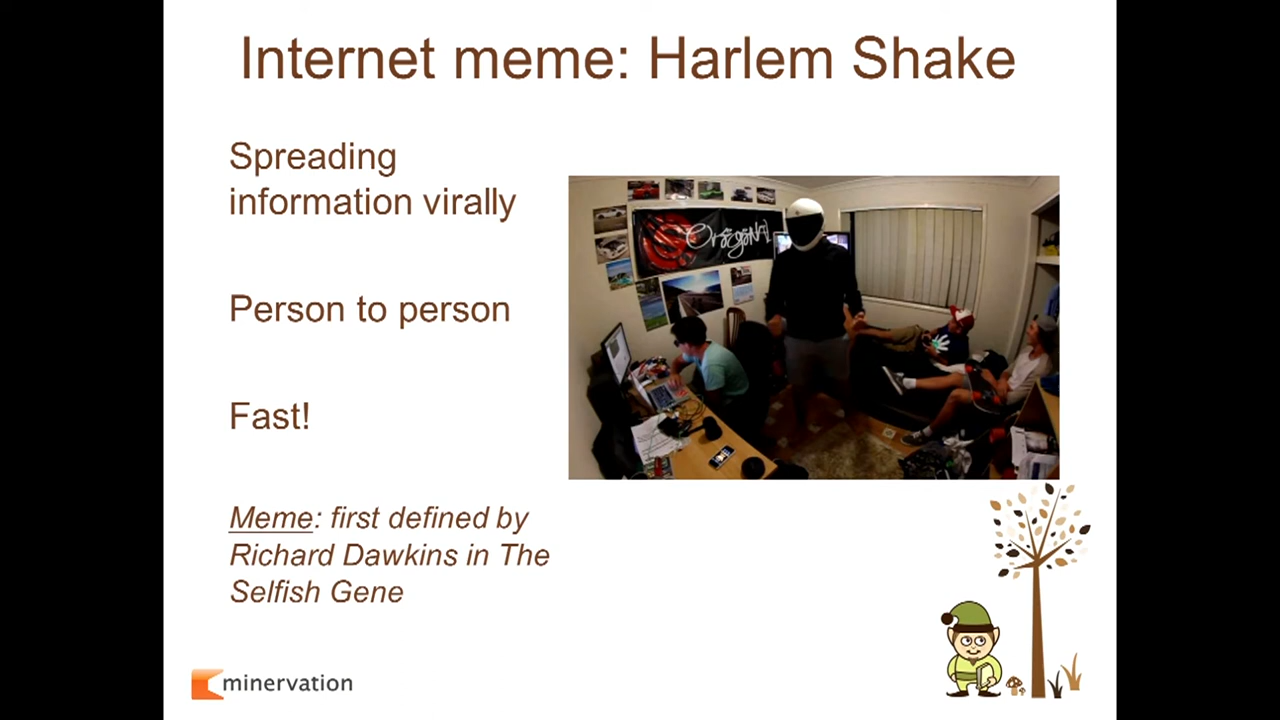 Internet meme: Harlem Shake
Spreading
information virally
Person to person
Fast!
Meme: first defined by
Richard Dawkins in The
Selfish Gene
Original
minervation